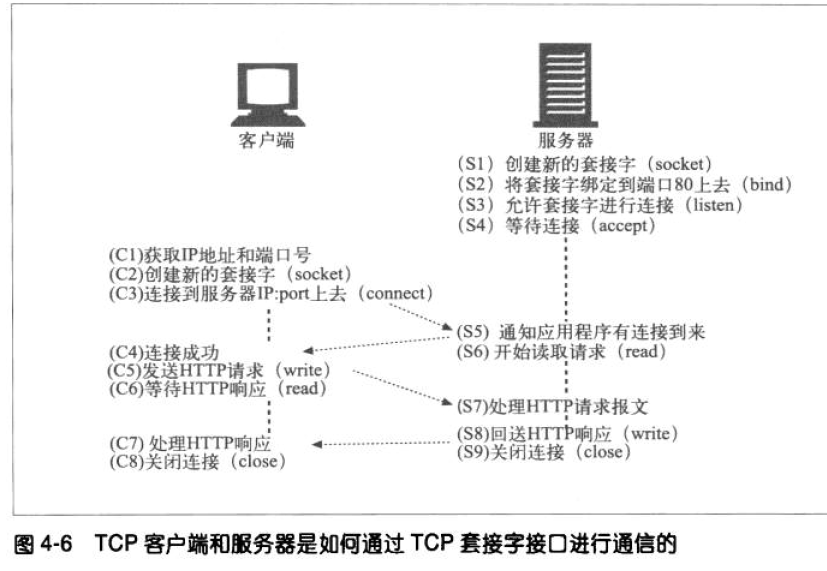 客户端
服务器
(S1) 创建新的套接字 (socket)
(S2) 将套接字绑定到端口80上去 (bind)
(S3) 允许套接字进行连接 (listen)
(S4) 等待连接 (accept)
(C1)获取IP地址和端口号
(C2)创建新的套接字 (socket)
(C3)连接到服务器IP:port上去 (connect)
(S5) 通知应用程序有连接到来
(S6) 开始读取请求 (read)
(C4)连接成功
(C5)发送HTTP请求 (write)
(C6)等待HTTP响应 (read)
(S7)处理HTTP请求报文
(S8)回送HTTP响应 (write)
(S9)关闭连接 (close)
(C7) 处理HTTP响应
(C8)关闭连接 (close)
图 4-6 TCP 客户端和服务器是如何通过 TCP 套接字接口进行通信的